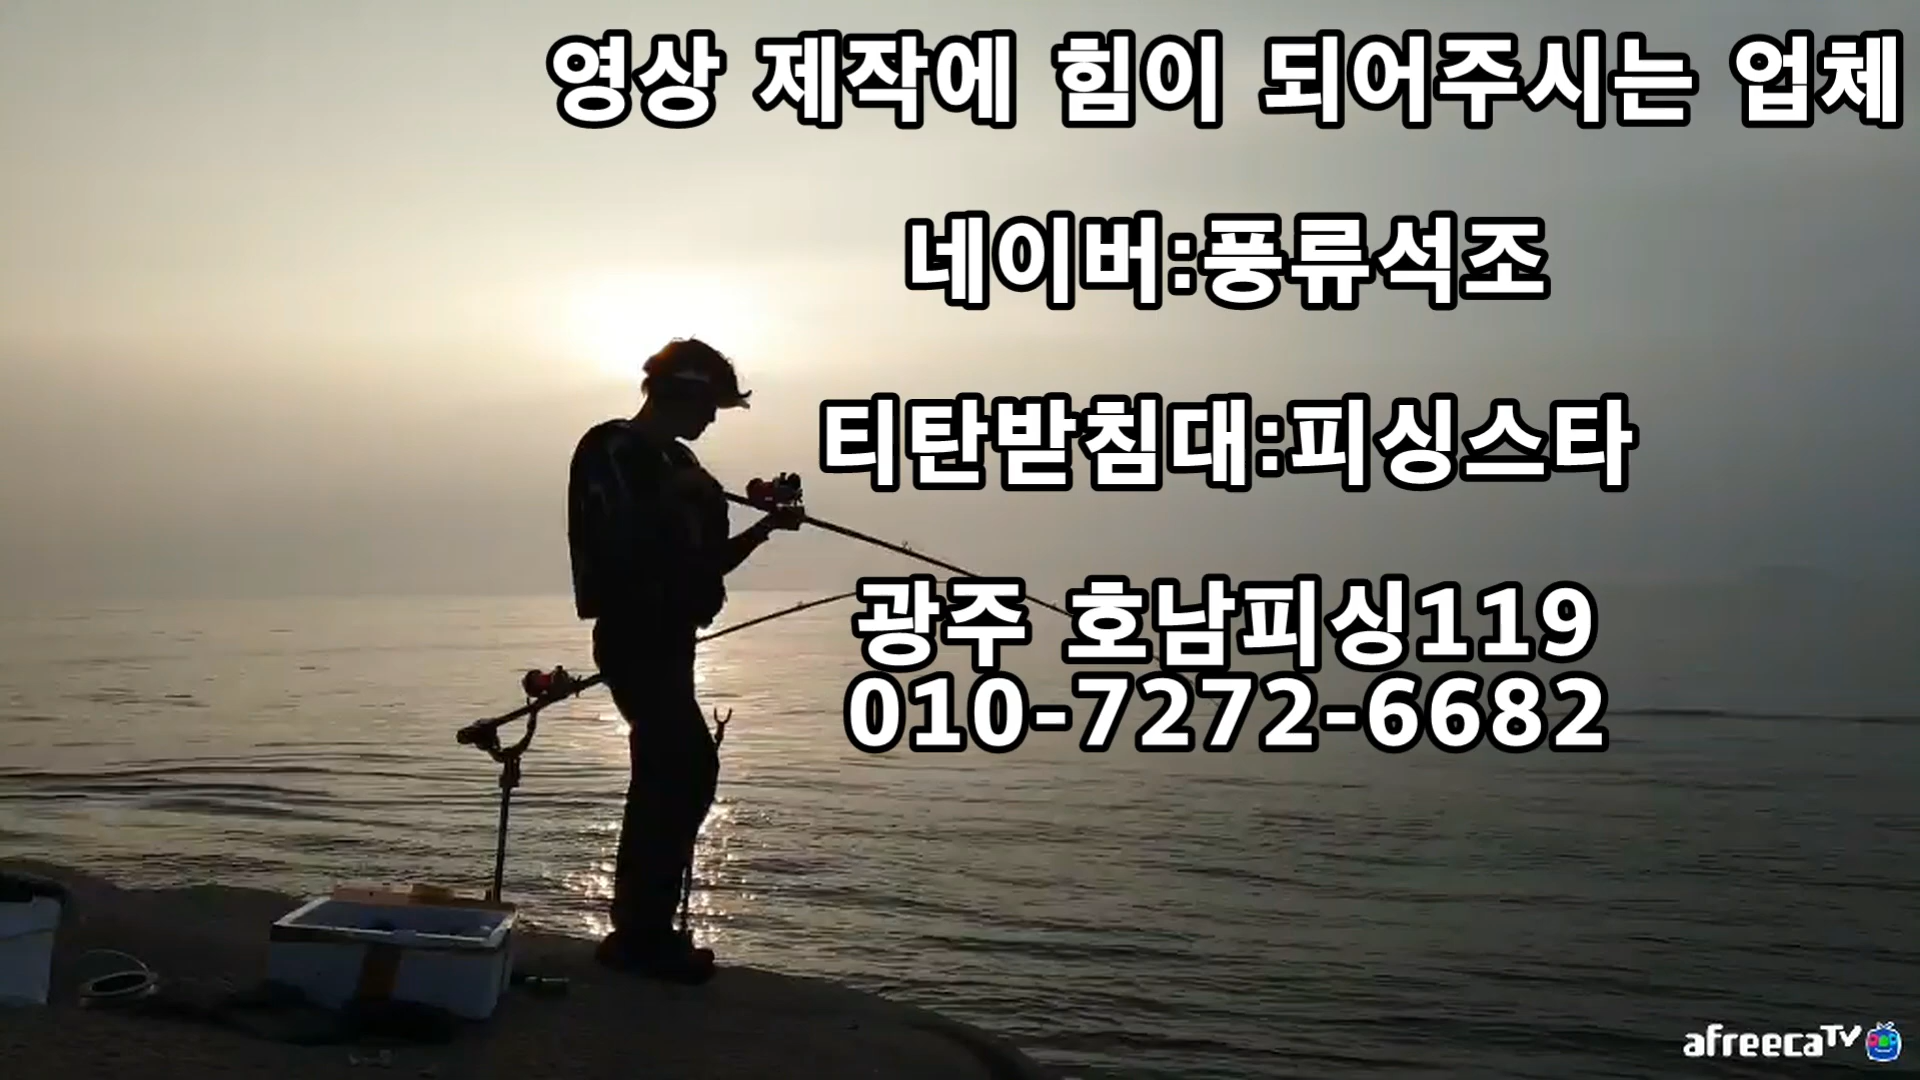 영상 제작에 힘이 되어주시는 업체
네이버:풍류석조
티탄받침대:피싱스타
광주 호남피싱119
010-7272-6682
afreecaTV